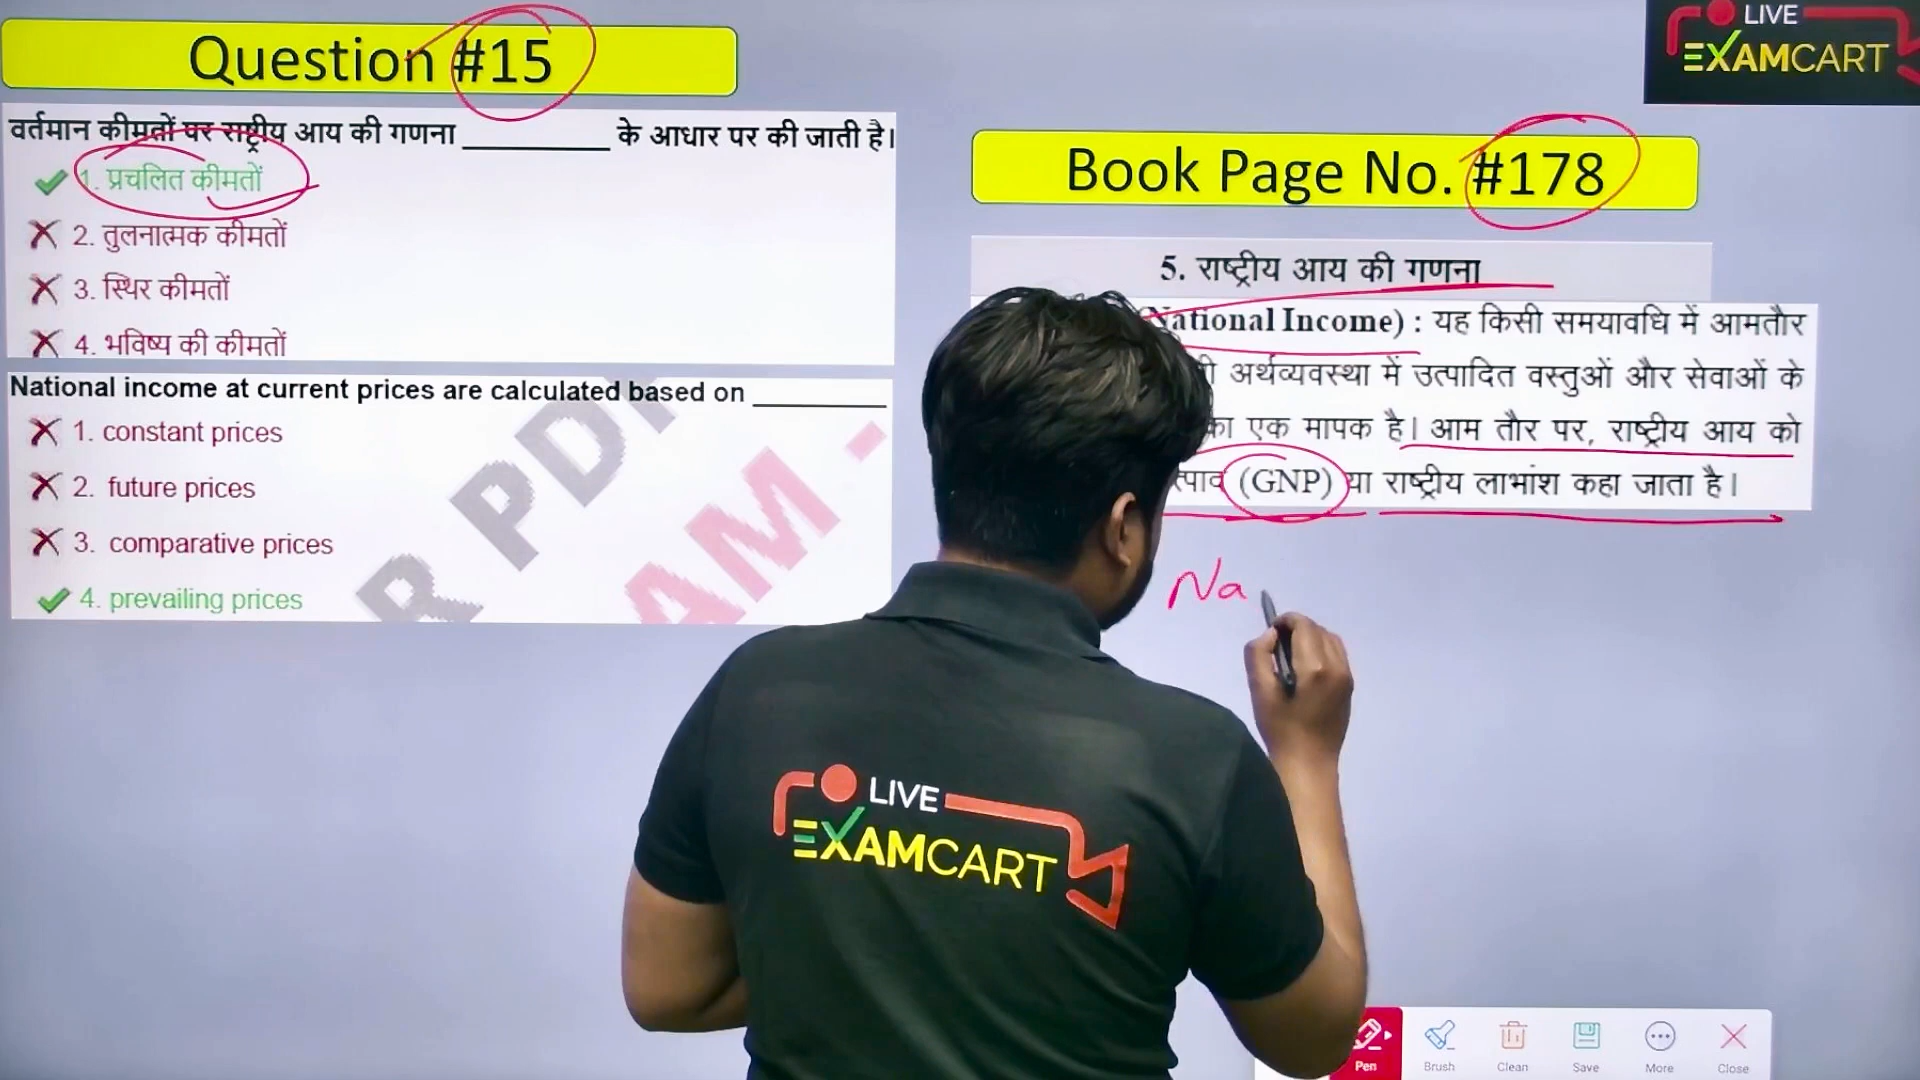 Question #15
वर्तमान कीमतों पर राष्ट्रीय आय की गणना __________ के आधार पर की जाती है।
1. प्रचलित कीमतों
2. तुलनात्मक कीमतों
3. स्थिर कीमतों
4. भविष्य की कीमतों
National income at current prices are calculated based on _________
1. constant prices
2. future prices
3. comparative prices
4. prevailing prices
R PDF
AM -
LIVE
EXAMCART
Book Page No. #178
5. राष्ट्रीय आय की गणना
National Income) : यह किसी समयावधि में आमतौर
अर्थव्यवस्था में उत्पादित वस्तुओं और सेवाओं के
का एक मापक है। आम तौर पर, राष्ट्रीय आय को
(GNP) या राष्ट्रीय लाभांश कहा जाता है।
Na
LIVE
EXAMCART
Pen
Brush
Clean
Save
More
Close